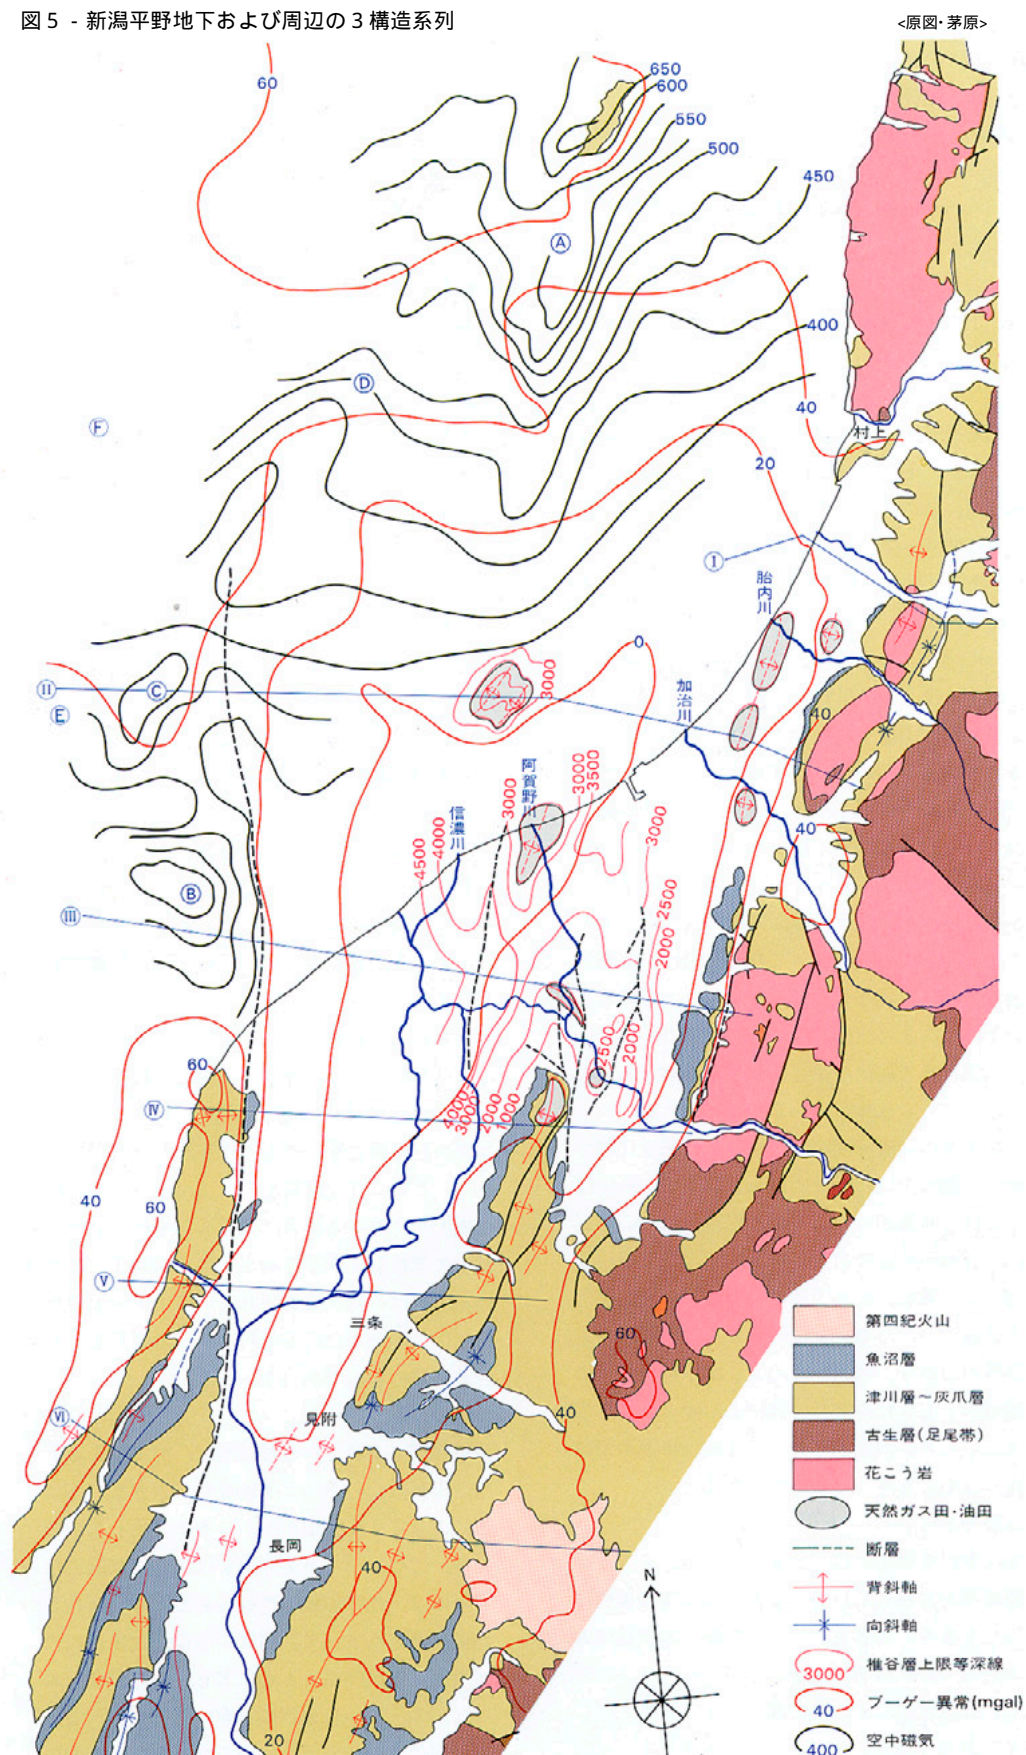 図5 - 新潟平野地下および周辺の3構造系列
<原図・茅原>
60
650
600
550
500
450
Ⓐ
400
Ⓓ
40
Ⓕ
村上
20
Ⅰ
胎内川
0
加治川
Ⅱ
Ⓒ
3000
Ⓔ
40
阿賀野川
3000
3500
3000
信濃川
4000
4500
3000
40
Ⓑ
2500
Ⅲ
2000
2500
2000
60
4000
3000
2000
1000
Ⅳ
40
60
Ⅴ
三条
60
見附
40
Ⅵ
長岡
40
20
第四紀火山
魚沼層
津川層～灰爪層
古生層(足尾帯)
花こう岩
天然ガス田・油田
断層
背斜軸
向斜軸
椎谷層上限等深線
3000
ブーゲー異常(mgal)
40
空中磁気
400
N